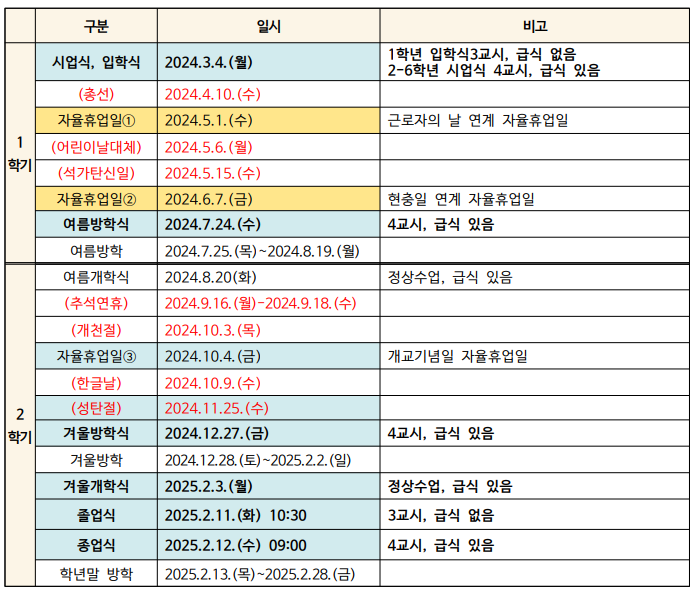 구분 일시 비고
1
학기
시업식, 입학식 2024.3.4.(월) 1학년 입학식3교시, 급식 없음
2-6학년 시업식 4교시, 급식 있음
(총선) 2024.4.10.(수)
자율휴업일① 2024.5.1.(수) 근로자의 날 연계 자율휴업일
(어린이날대체) 2024.5.6.(월)
(석가탄신일) 2024.5.15.(수)
자율휴업일② 2024.6.7.(금) 현충일 연계 자율휴업일
여름방학식 2024.7.24.(수) 4교시, 급식 있음
여름방학 2024.7.25.(목)~2024.8.19.(월)
2
학기
여름개학식 2024.8.20(화) 정상수업, 급식 있음
(추석연휴) 2024.9.16.(월)-2024.9.18.(수)
(개천절) 2024.10.3.(목)
자율휴업일③ 2024.10.4.(금) 개교기념일 자율휴업일
(한글날) 2024.10.9.(수)
(성탄절) 2024.11.25.(수)
겨울방학식 2024.12.27.(금) 4교시, 급식 있음
겨울방학 2024.12.28.(토)~2025.2.2.(일)
겨울개학식 2025.2.3.(월) 정상수업, 급식 있음
졸업식 2025.2.11.(화) 10:30 3교시, 급식 없음
종업식 2025.2.12.(수) 09:00 4교시, 급식 있음
학년말 방학 2025.2.13.(목)~2025.2.28.(금)